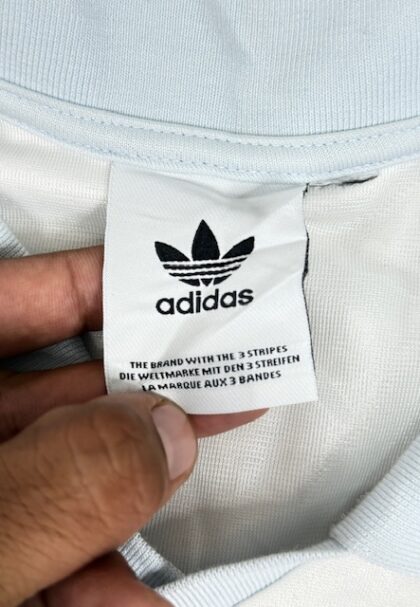 adidas
THE BRAND WITH THE 3 STRIPES
DIE WELTMARKE MIT DEN 3 STREIFEN
LA MARQUE AUX 3 BANDES